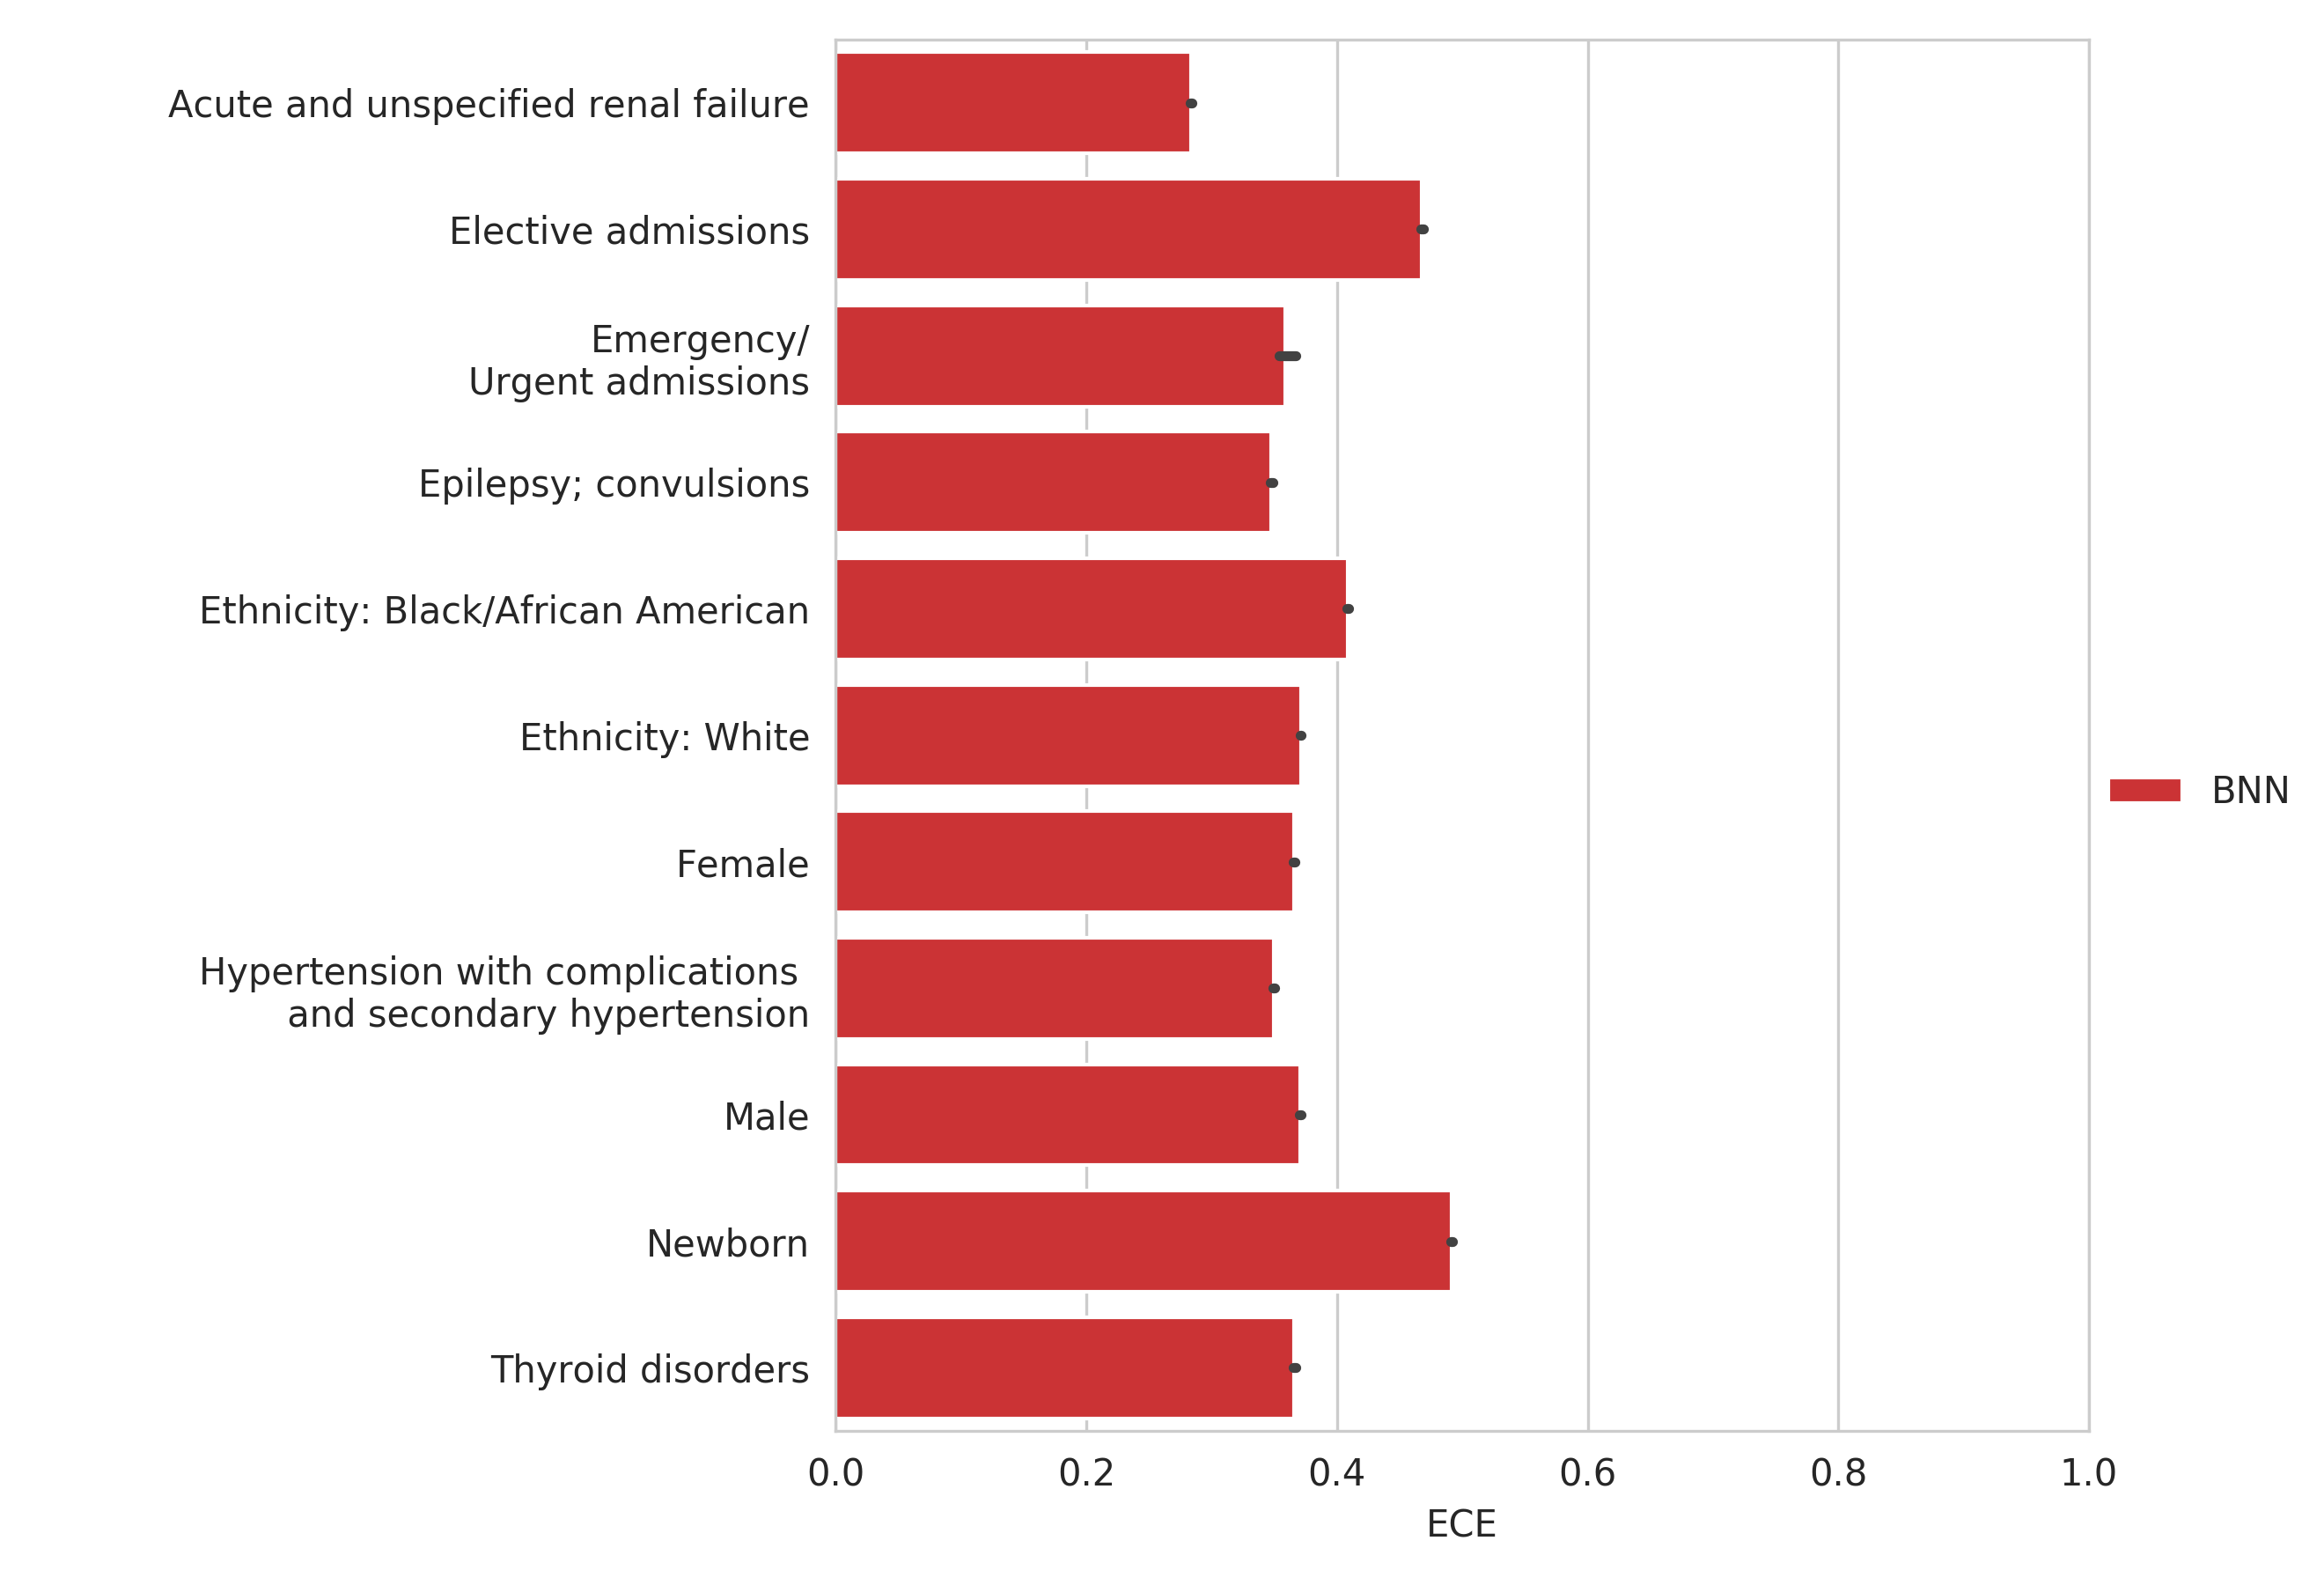 Acute and unspecified renal failure
Elective admissions
Emergency/
Urgent admissions
Epilepsy; convulsions
Ethnicity: Black/African American
Ethnicity: White
Female
Hypertension with complications
and secondary hypertension
Male
Newborn
Thyroid disorders
0.0 0.2 0.4 0.6 0.8 1.0
ECE
BNN